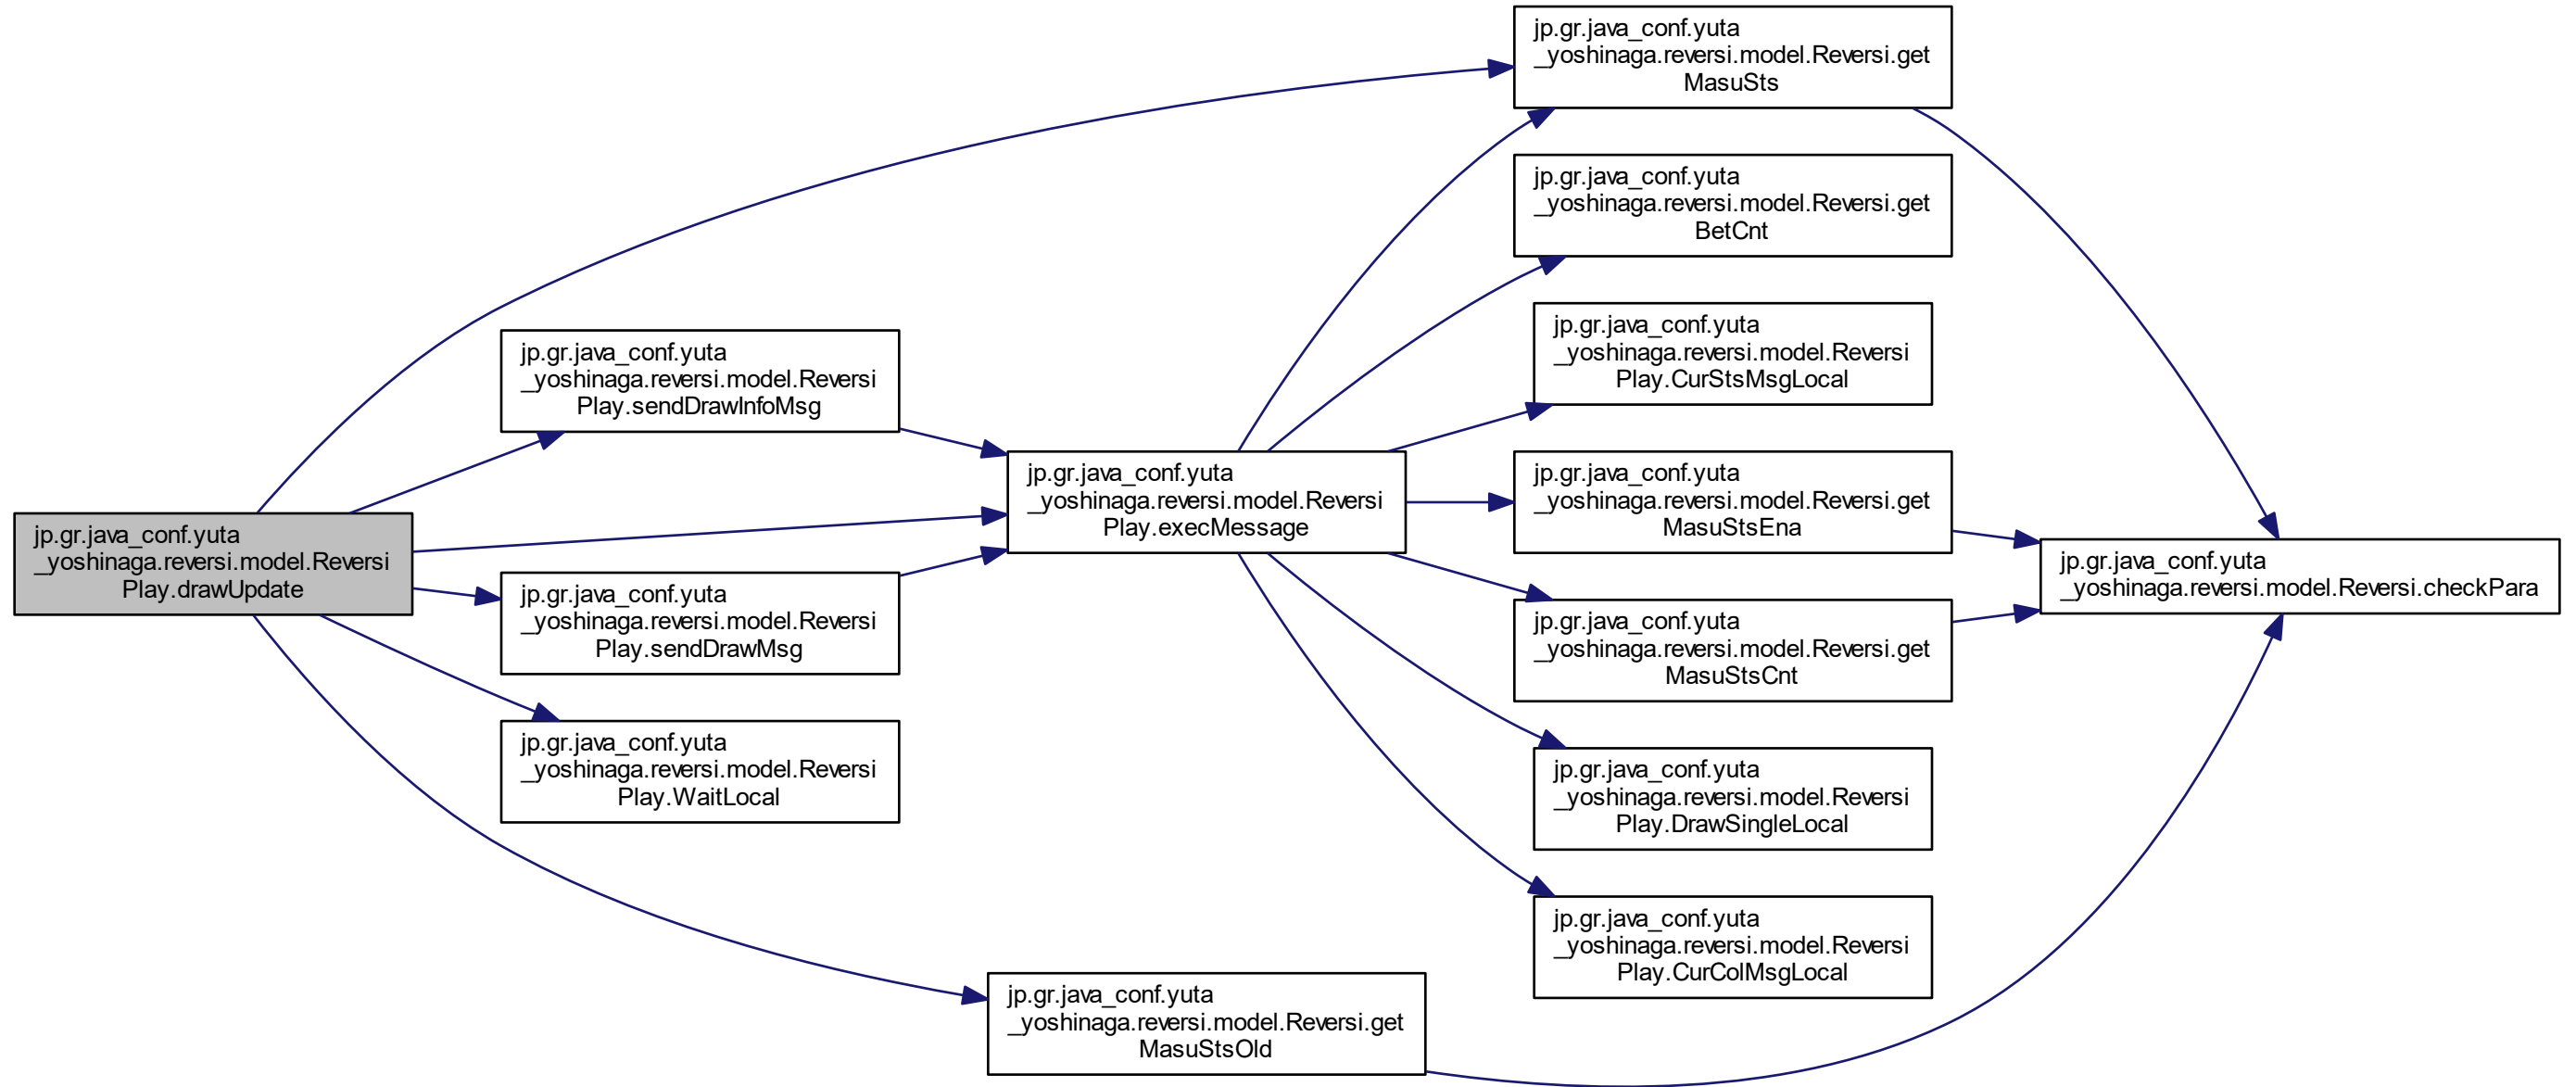 jp.gr.java_conf.yuta
_yoshinaga.reversi.model.Reversi
Play.drawUpdate
jp.gr.java_conf.yuta
_yoshinaga.reversi.model.Reversi
Play.sendDrawInfoMsg
jp.gr.java_conf.yuta
_yoshinaga.reversi.model.Reversi
Play.sendDrawMsg
jp.gr.java_conf.yuta
_yoshinaga.reversi.model.Reversi
Play.WaitLocal
jp.gr.java_conf.yuta
_yoshinaga.reversi.model.Reversi
Play.execMessage
jp.gr.java_conf.yuta
_yoshinaga.reversi.model.Reversi.get
MasuStsOld
jp.gr.java_conf.yuta
_yoshinaga.reversi.model.Reversi.get
MasuSts
jp.gr.java_conf.yuta
_yoshinaga.reversi.model.Reversi.get
BetCnt
jp.gr.java_conf.yuta
_yoshinaga.reversi.model.Reversi
Play.CurStsMsgLocal
jp.gr.java_conf.yuta
_yoshinaga.reversi.model.Reversi.get
MasuStsEna
jp.gr.java_conf.yuta
_yoshinaga.reversi.model.Reversi.get
MasuStsCnt
jp.gr.java_conf.yuta
_yoshinaga.reversi.model.Reversi
Play.DrawSingleLocal
jp.gr.java_conf.yuta
_yoshinaga.reversi.model.Reversi
Play.CurColMsgLocal
jp.gr.java_conf.yuta
_yoshinaga.reversi.model.Reversi.checkPara